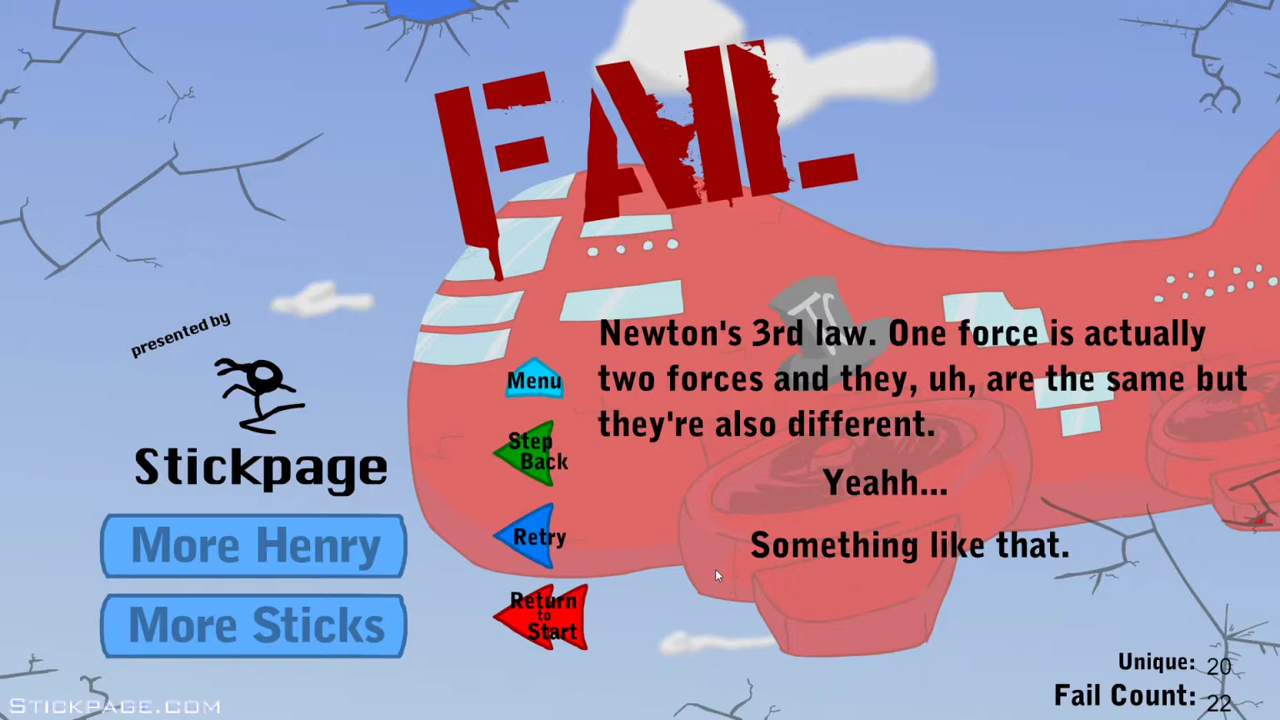 FAIL
presented by
Stickpage
More Henry
More Sticks
Menu
Step
Back
Retry
Return
to
Start
TS
Newton's 3rd law. One force is actually
two forces and they, uh, are the same but
they're also different.
Yeahh...
Something like that.
Unique: 20
Fail Count: 22
STICKPAGE.COM